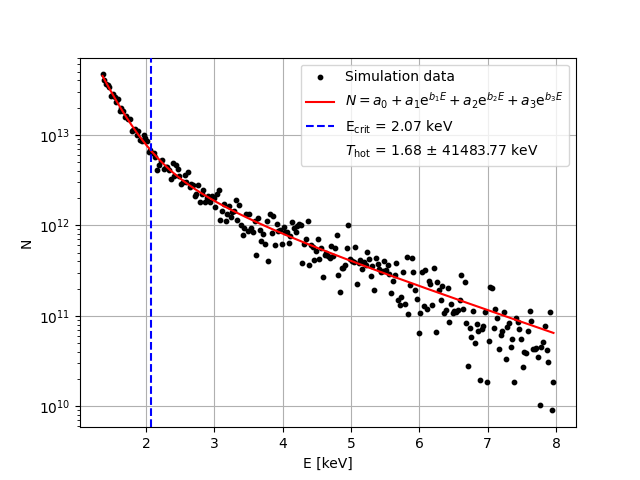 Simulation data
N = a₀ + a₁e^{b₁E} + a₂e^{b₂E} + a₃e^{b₃E}
E_crit = 2.07 keV
T_hot = 1.68 ± 41483.77 keV
10¹³
10¹²
10¹¹
10¹⁰
N
2 3 4 5 6 7 8
E [keV]